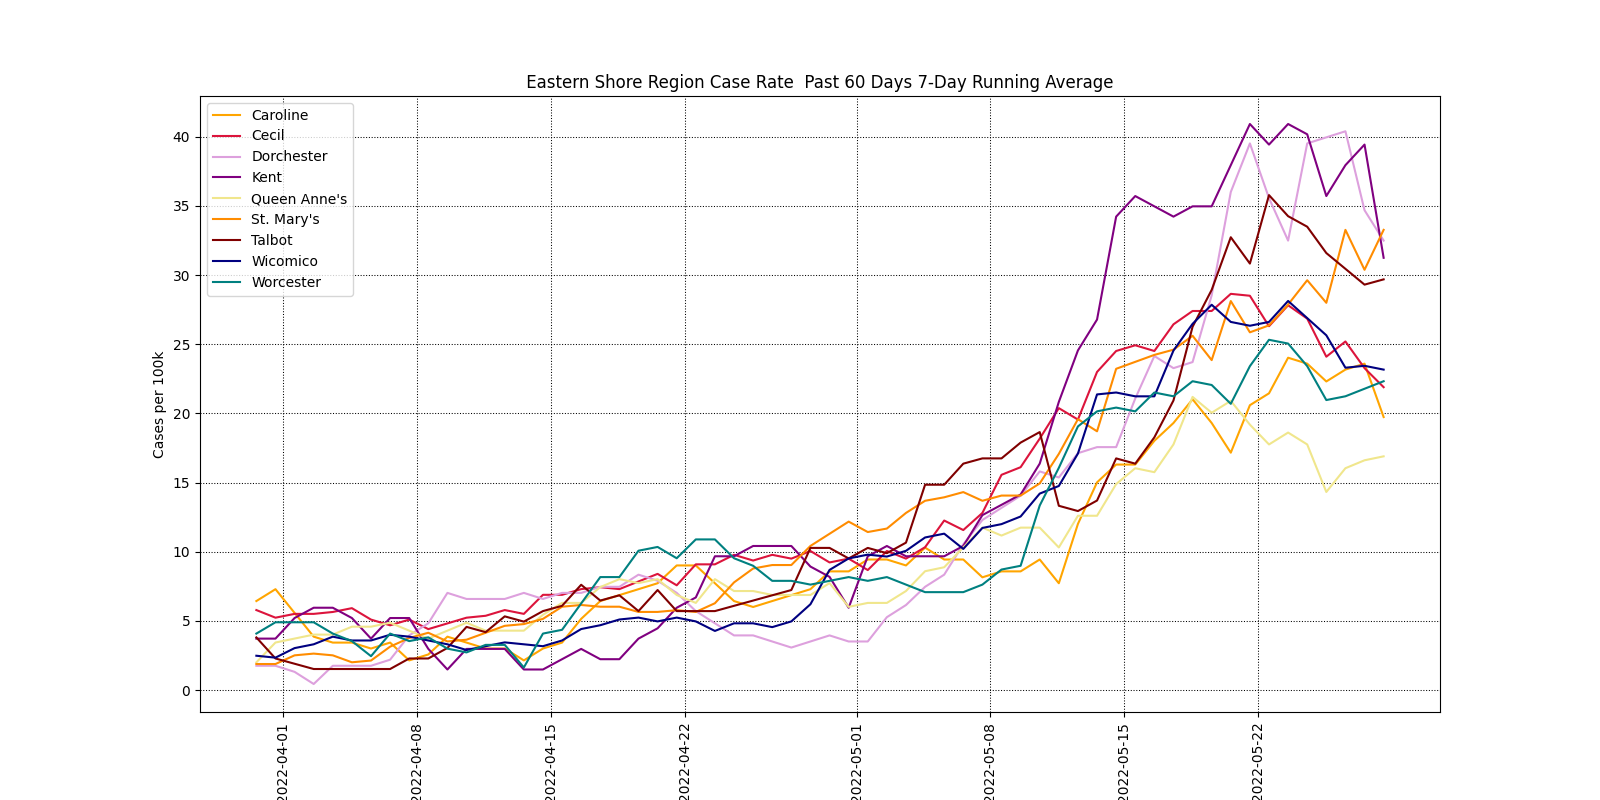 Eastern Shore Region Case Rate  Past 60 Days 7-Day Running Average
Caroline
Cecil
Dorchester
Kent
Queen Anne's
St. Mary's
Talbot
Wicomico
Worcester
Cases per 100k
40
35
30
25
20
15
10
5
0
2022-04-01
2022-04-08
2022-04-15
2022-04-22
2022-05-01
2022-05-08
2022-05-15
2022-05-22